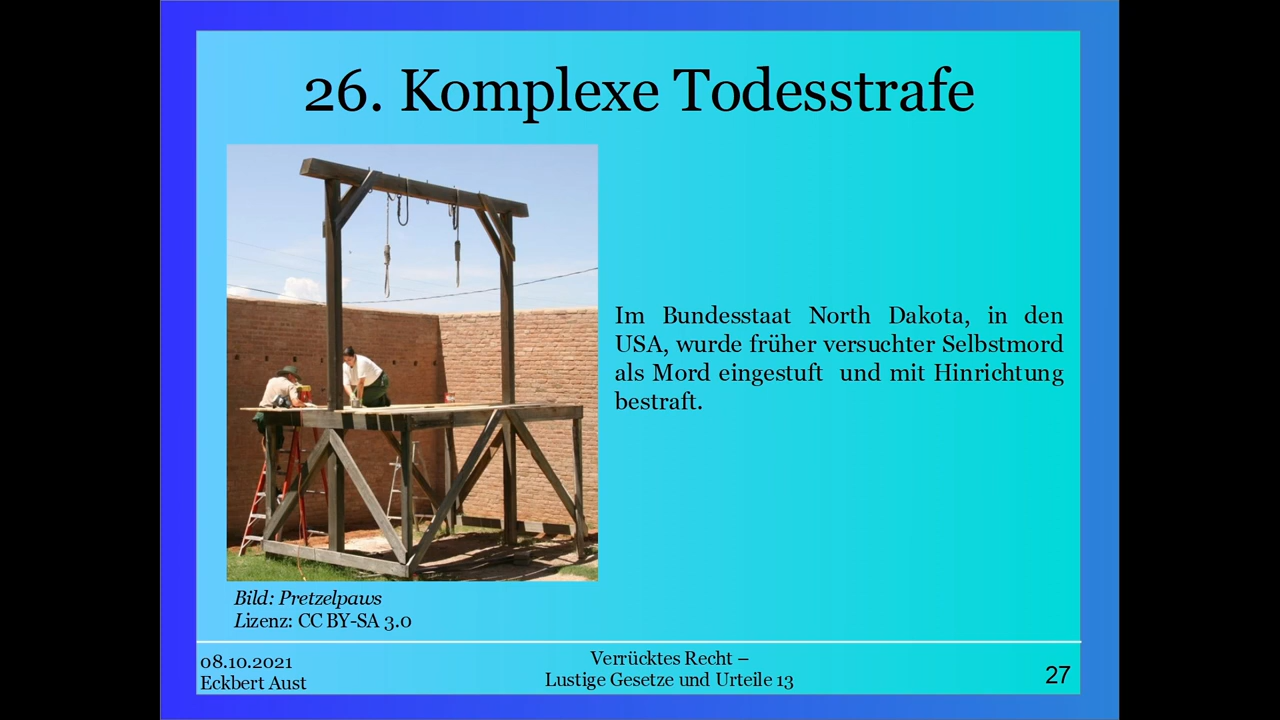 26. Komplexe Todesstrafe
Im Bundesstaat North Dakota, in den
USA, wurde früher versuchter Selbstmord
als Mord eingestuft und mit Hinrichtung
bestraft.
Bild: Pretzelpaws
Lizenz: CC BY-SA 3.0
08.10.2021
Eckbert Aust
Verrücktes Recht –
Lustige Gesetze und Urteile 13
27